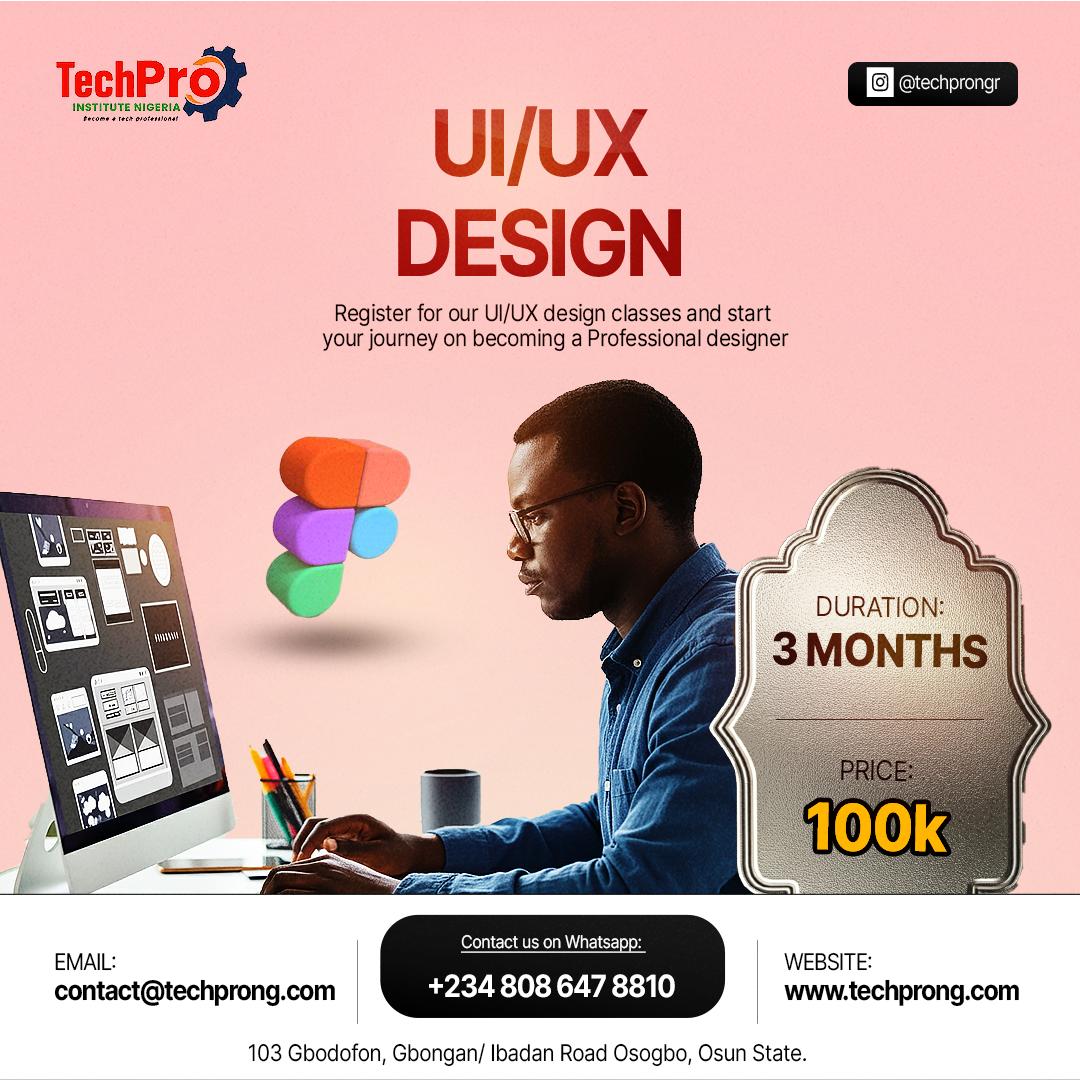 TechPro
INSTITUTE NIGERIA
Become a tech professional
@techprongr
UI/UX
DESIGN
Register for our UI/UX design classes and start
your journey on becoming a Professional designer
DURATION:
3 MONTHS
PRICE:
100k
EMAIL:
contact@techprong.com
Contact us on Whatsapp:
+234 808 647 8810
WEBSITE:
www.techprong.com
103 Gbodofon, Gbongan/ Ibadan Road Osogbo, Osun State.